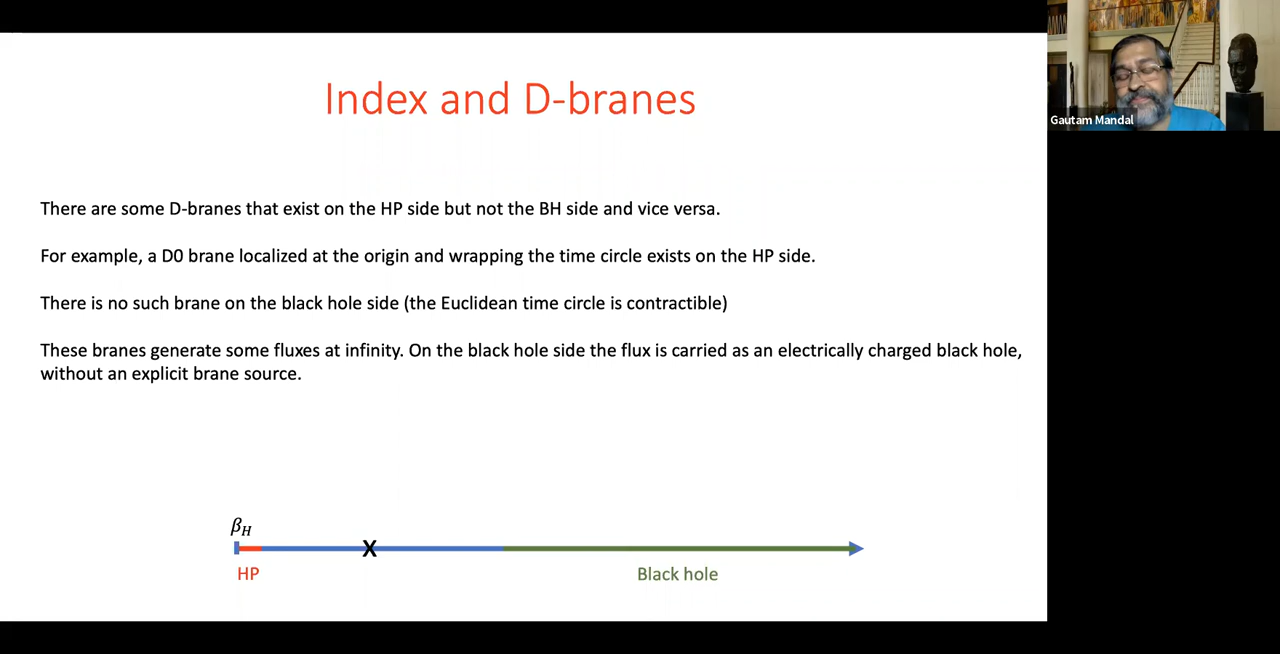 Index and D-branes
Gautam Mandal
There are some D-branes that exist on the HP side but not the BH side and vice versa.
For example, a D0 brane localized at the origin and wrapping the time circle exists on the HP side.
There is no such brane on the black hole side (the Euclidean time circle is contractible)
These branes generate some fluxes at infinity. On the black hole side the flux is carried as an electrically charged black hole,
without an explicit brane source.
β_H
X
HP
Black hole